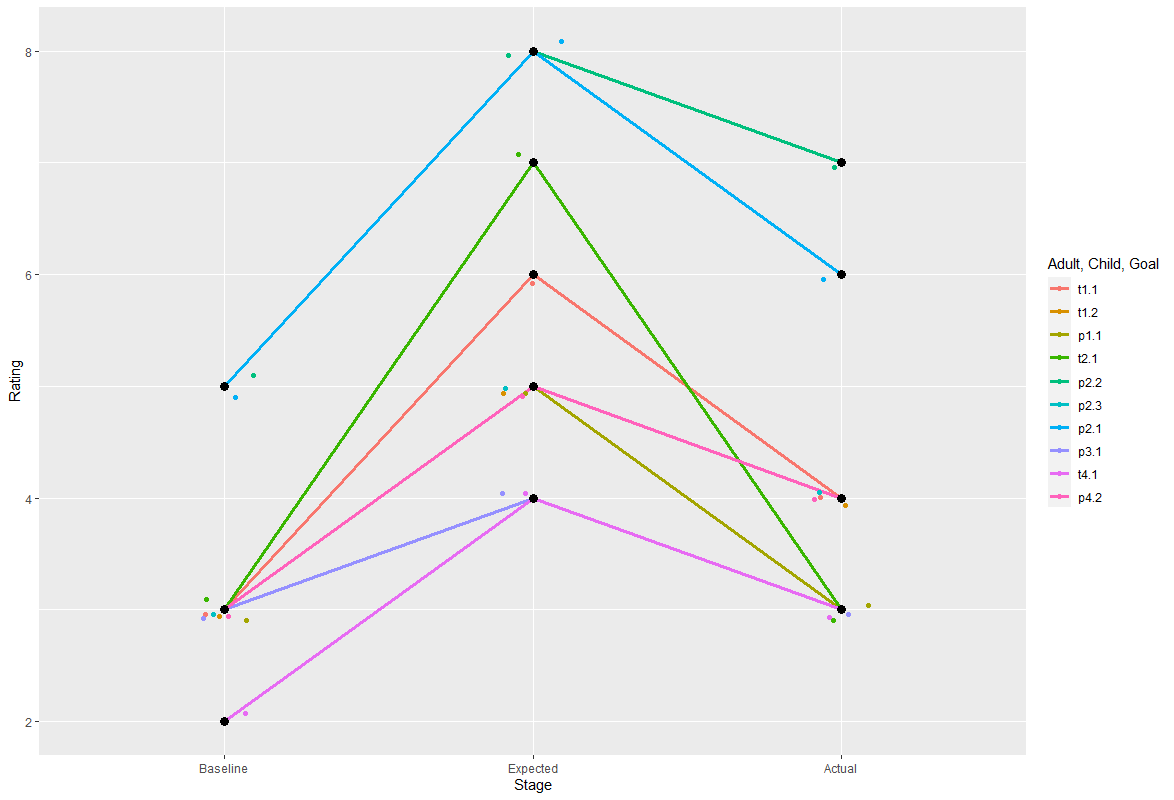 Rating
8
6
4
2
Baseline
Expected
Actual
Stage
Adult, Child, Goal
t1.1
t1.2
p1.1
t2.1
p2.2
p2.3
p2.1
p3.1
t4.1
p4.2